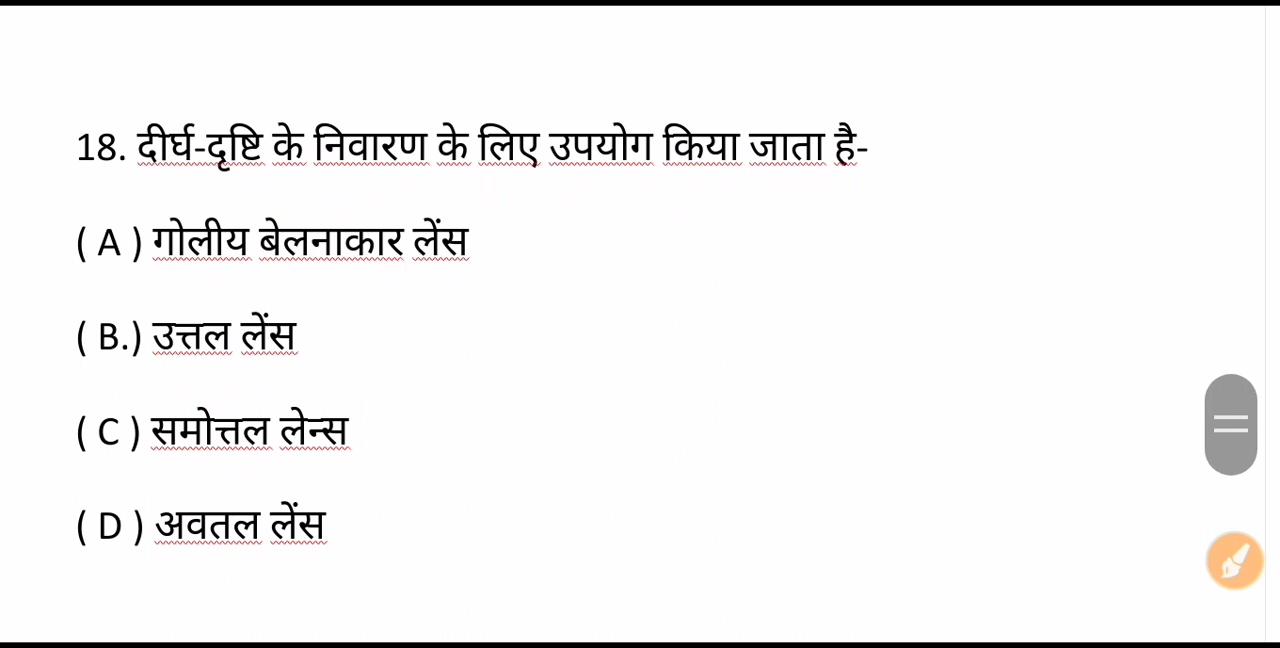 18. दीर्घ-दृष्टि के निवारण के लिए उपयोग किया जाता है-
( A ) गोलीय बेलनाकार लेंस
( B.) उत्तल लेंस
( C ) समोत्तल लेन्स
( D ) अवतल लेंस